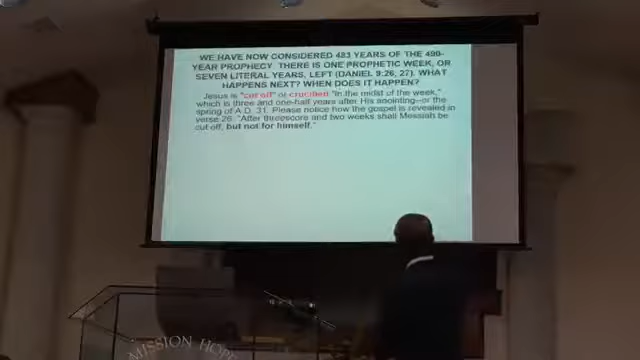 WE HAVE NOW CONSIDERED 483 YEARS OF THE 490-
YEAR PROPHECY. THERE IS ONE PROPHETIC WEEK, OR
SEVEN LITERAL YEARS, LEFT (DANIEL 9:26, 27). WHAT
HAPPENS NEXT? WHEN DOES IT HAPPEN?
Jesus is "cut off" or crucified "in the midst of the week,"
which is three and one-half years after His anointing--or the
spring of A.D. 31. Please notice how the gospel is revealed in
verse 26: "After threescore and two weeks shall Messiah be
cut off, but not for himself."
MISSION HOPE